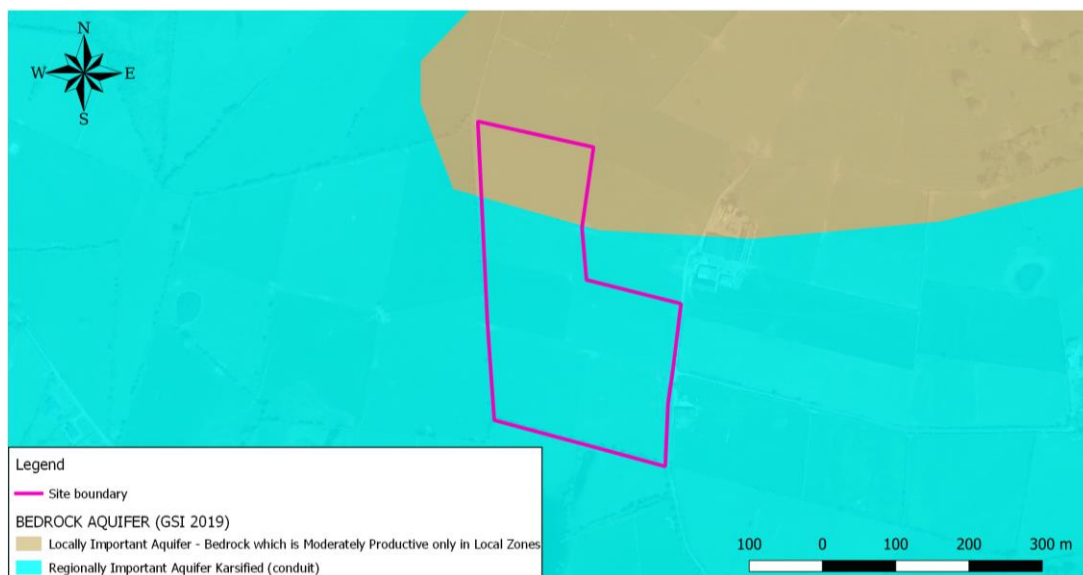 N
W E
S
Legend
Site boundary
BEDROCK AQUIFER (GSI 2019)
Locally Important Aquifer - Bedrock which is Moderately Productive only in Local Zones
Regionally Important Aquifer Karsified (conduit)
100 0 100 200 300 m